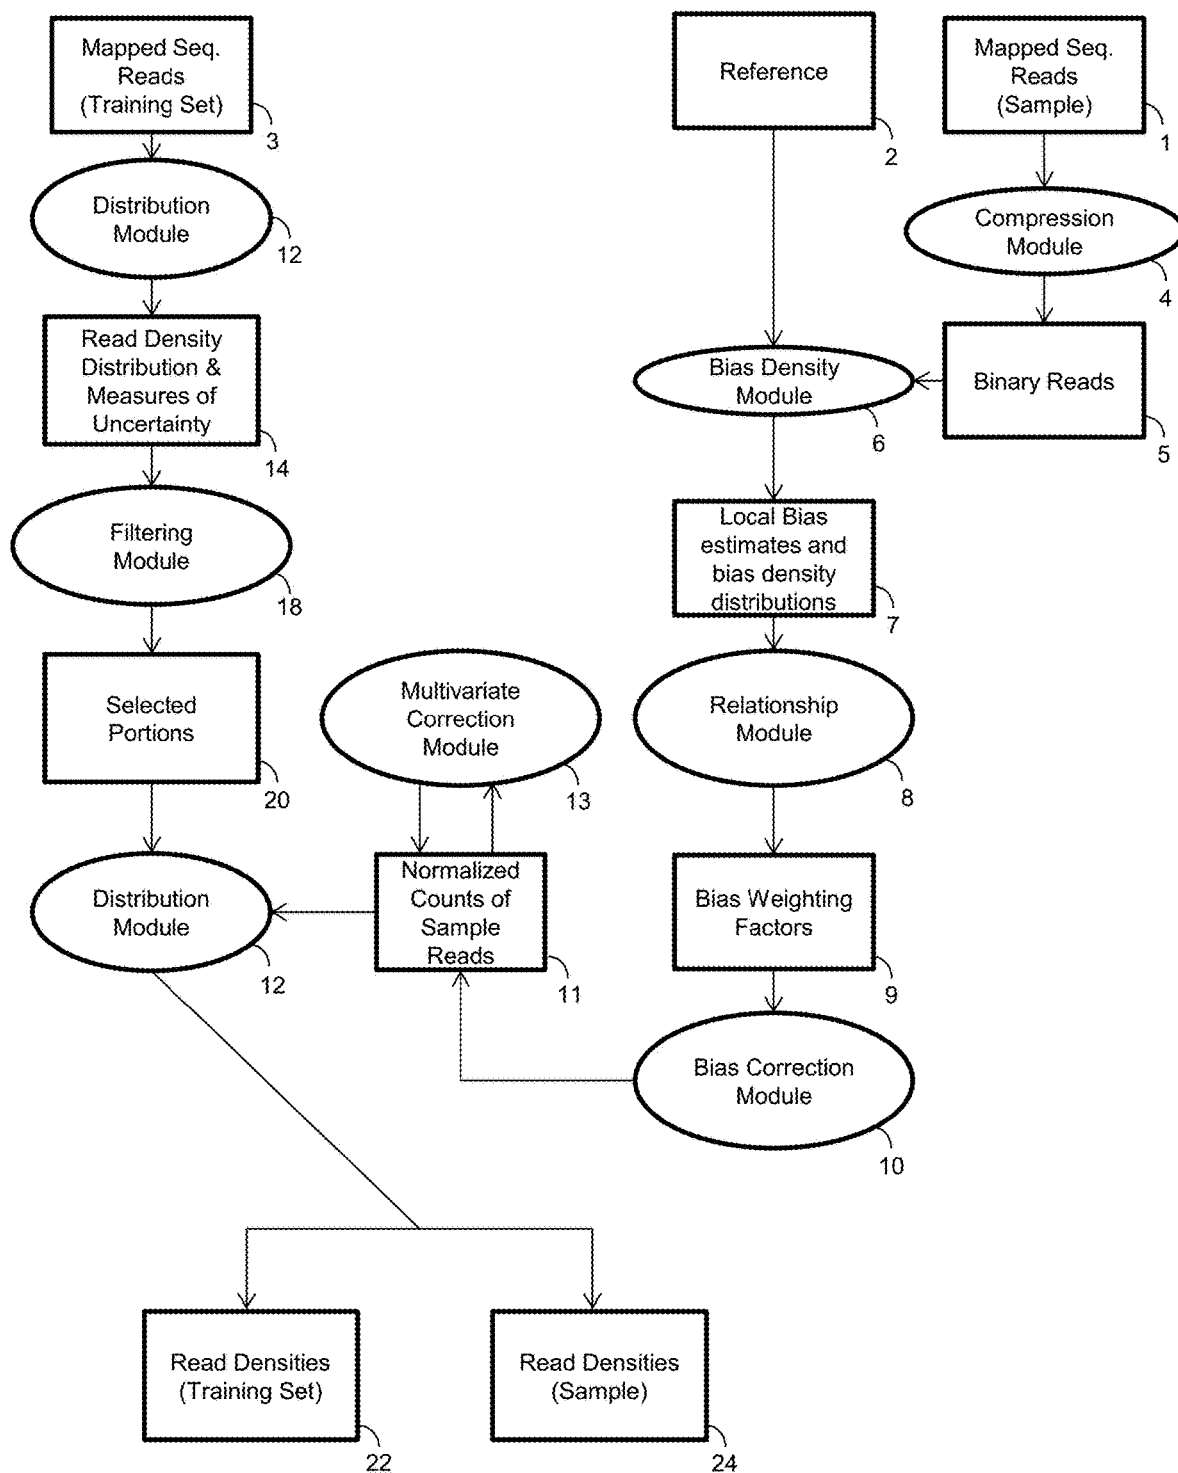 Mapped Seq.
Reads
(Training Set)
3
Reference
2
Mapped Seq.
Reads
(Sample)
1
Distribution
Module
12
Compression
Module
4
Read Density
Distribution &
Measures of
Uncertainty
14
Bias Density
Module
6
Binary Reads
5
Filtering
Module
18
Local Bias
estimates and
bias density
distributions
7
Selected
Portions
20
Multivariate
Correction
Module
13
Relationship
Module
8
Distribution
Module
12
Normalized
Counts of
Sample
Reads
11
Bias Weighting
Factors
9
Bias Correction
Module
10
Read Densities
(Training Set)
22
Read Densities
(Sample)
24